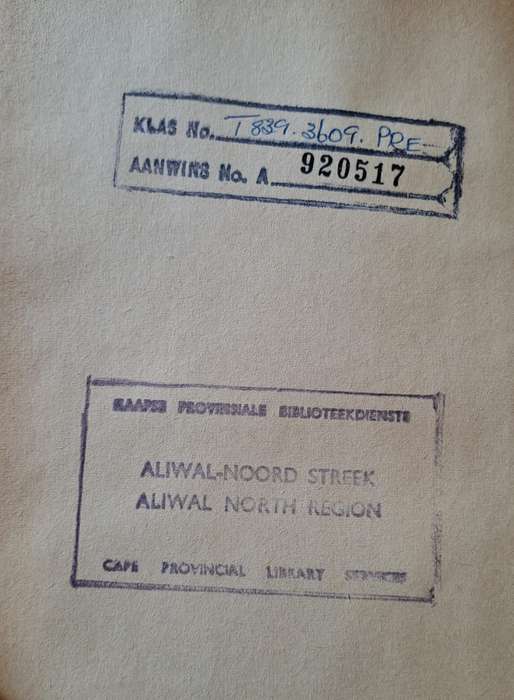 KLAS No. T839.3609. PRE
AANWINS No. A 920517
KAAPSE PROVINSIALE BIBLIOTEEKDIENSTE
ALIWAL-NOORD STREEK
ALIWAL NORTH REGION
CAPE PROVINCIAL LIBRARY SERVICES